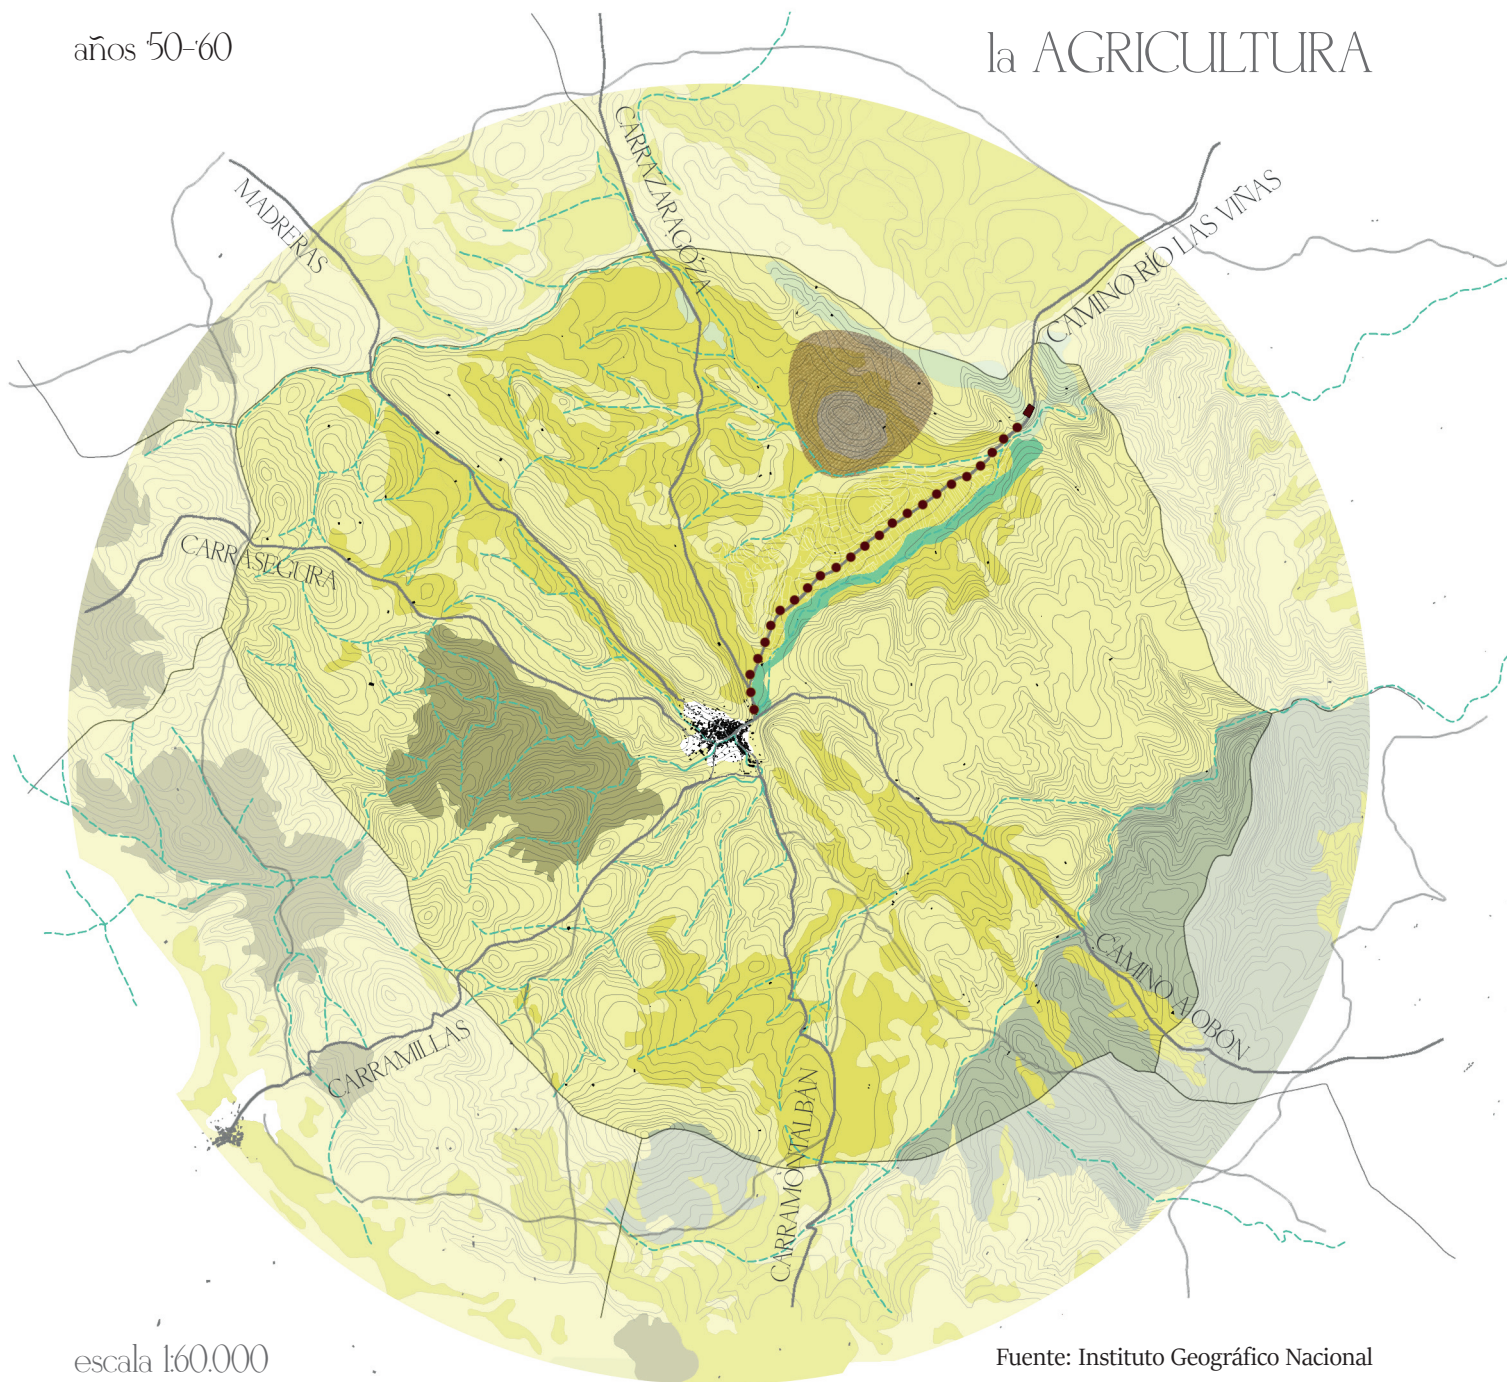 años '50-'60
la AGRICULTURA
CARRAZARAGOZA
MADRERAS
CAMINO RÍO LAS VIÑAS
CARRASEGURA
CAMINO A OBÓN
CARRAMILLAS
CARRAMONTALBÁN
escala 1:60.000
Fuente: Instituto Geográfico Nacional